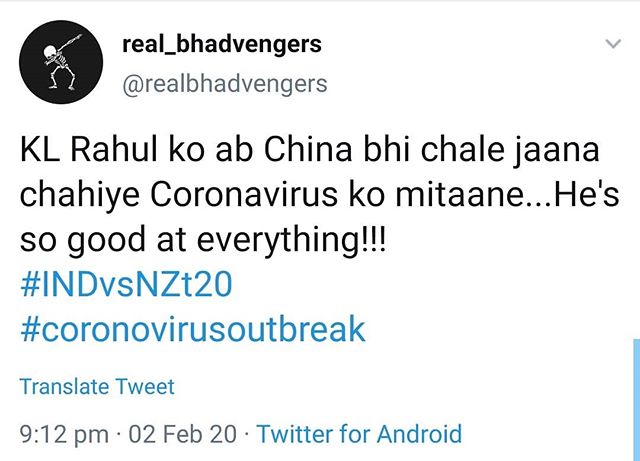 real_bhadvengers
@realbhadvengers
KL Rahul ko ab China bhi chale jaana
chahiye Coronavirus ko mitaane...He's
so good at everything!!!
#INDvsNZt20
#coronovirusoutbreak
Translate Tweet
9:12 pm · 02 Feb 20 · Twitter for Android